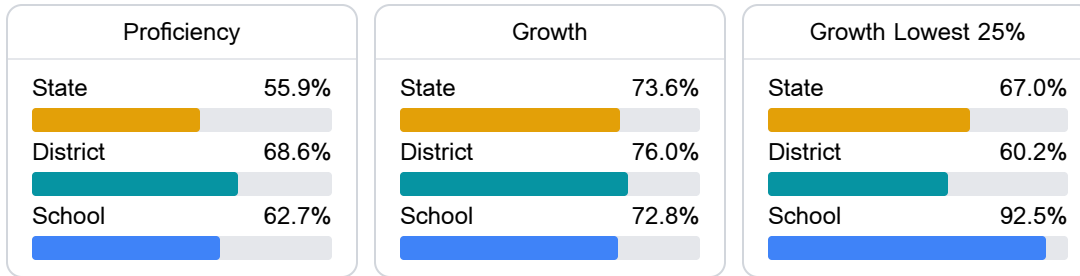 Proficiency
State 55.9%
District 68.6%
School 62.7%
Growth
State 73.6%
District 76.0%
School 72.8%
Growth Lowest 25%
State 67.0%
District 60.2%
School 92.5%